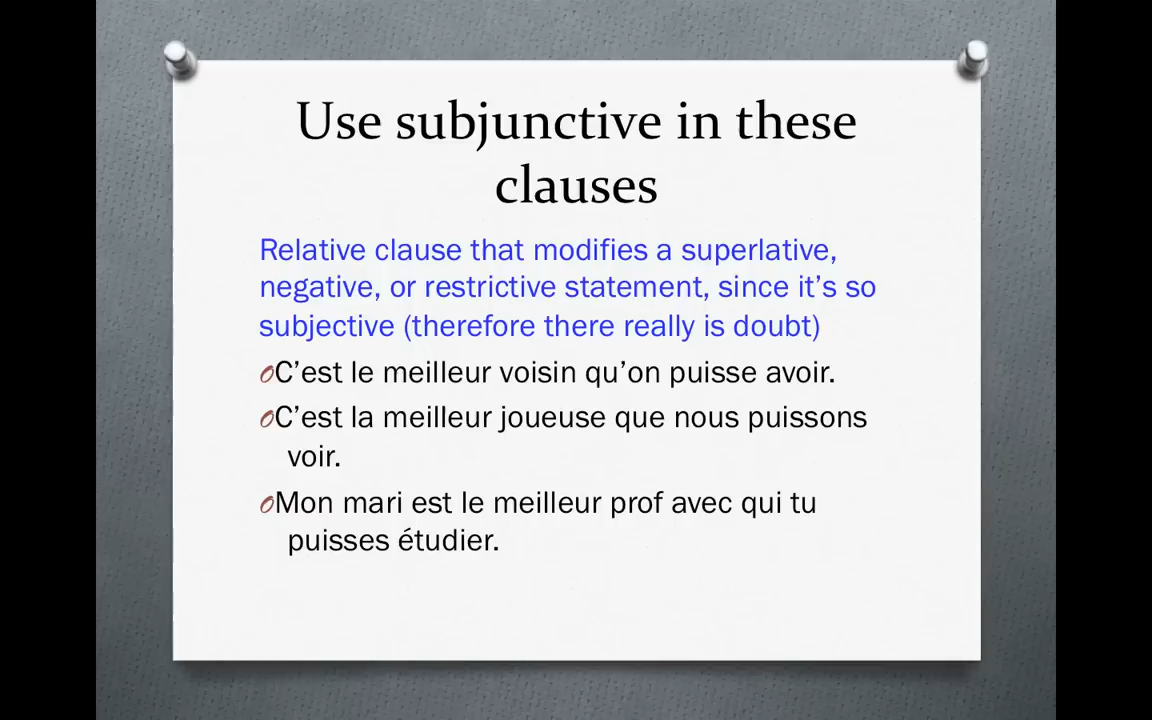 Use subjunctive in these
clauses
Relative clause that modifies a superlative,
negative, or restrictive statement, since it’s so
subjective (therefore there really is doubt)
C’est le meilleur voisin qu’on puisse avoir.
C’est la meilleur joueuse que nous puissons
voir.
Mon mari est le meilleur prof avec qui tu
puisses étudier.